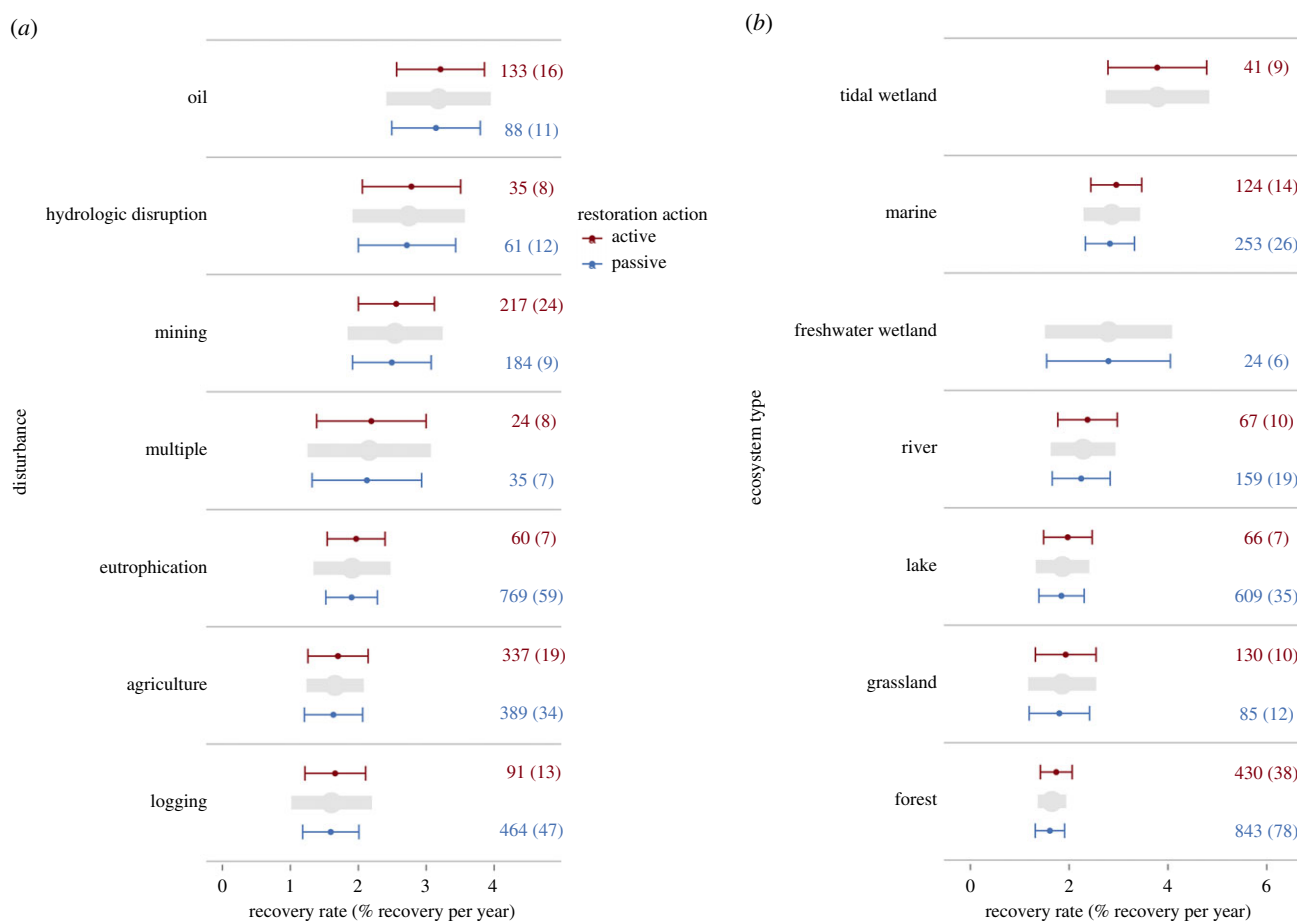 (a)
oil
133 (16)
88 (11)
hydrologic disruption
35 (8)
61 (12)
mining
217 (24)
184 (9)
multiple
24 (8)
35 (7)
eutrophication
60 (7)
769 (59)
agriculture
337 (19)
389 (34)
logging
91 (13)
464 (47)
disturbance
0 1 2 3 4
recovery rate (% recovery per year)
restoration action
active
passive
(b)
tidal wetland
41 (9)
marine
124 (14)
253 (26)
freshwater wetland
24 (6)
river
67 (10)
159 (19)
lake
66 (7)
609 (35)
grassland
130 (10)
85 (12)
forest
430 (38)
843 (78)
ecosystem type
0 2 4 6
recovery rate (% recovery per year)